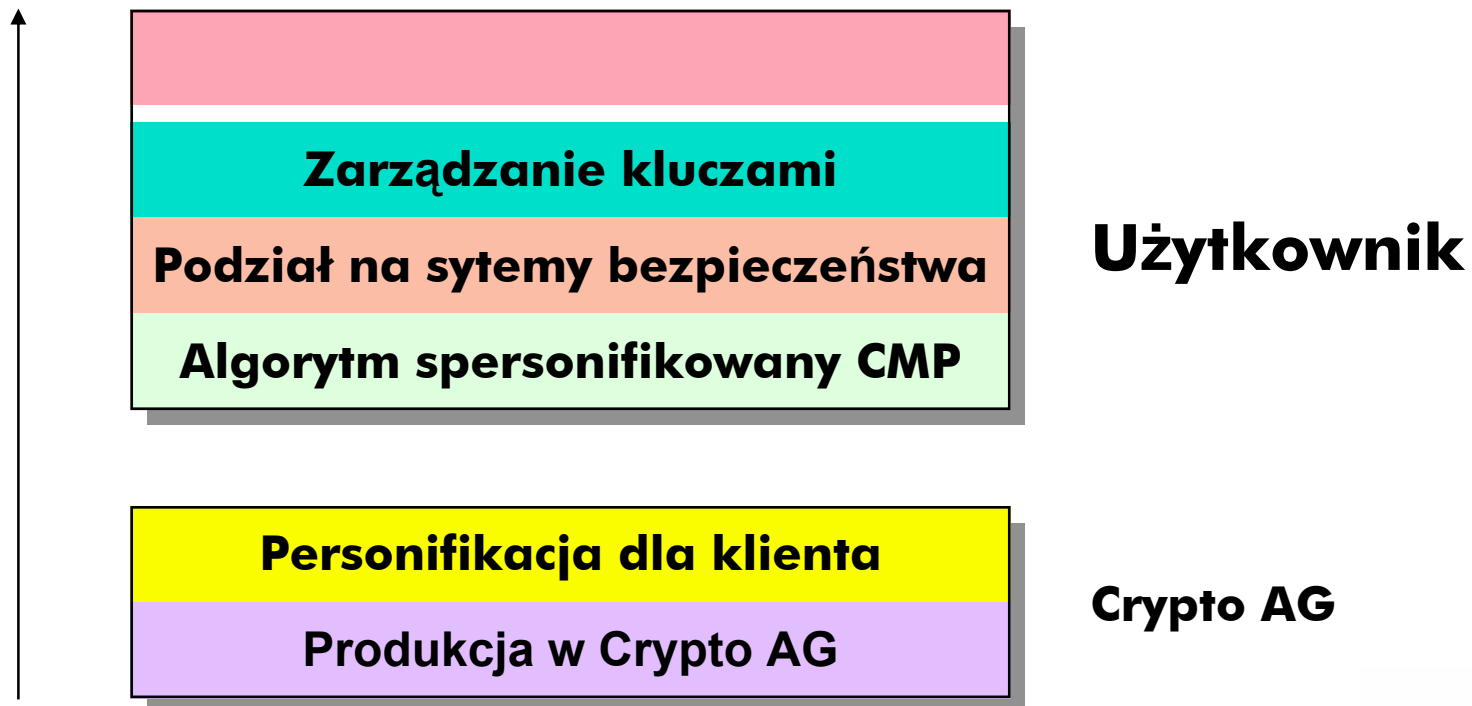 Zarządzanie kluczami
Podział na sytemy bezpieczeństwa
Algorytm spersonifikowany CMP
Użytkownik
Personifikacja dla klienta
Produkcja w Crypto AG
Crypto AG